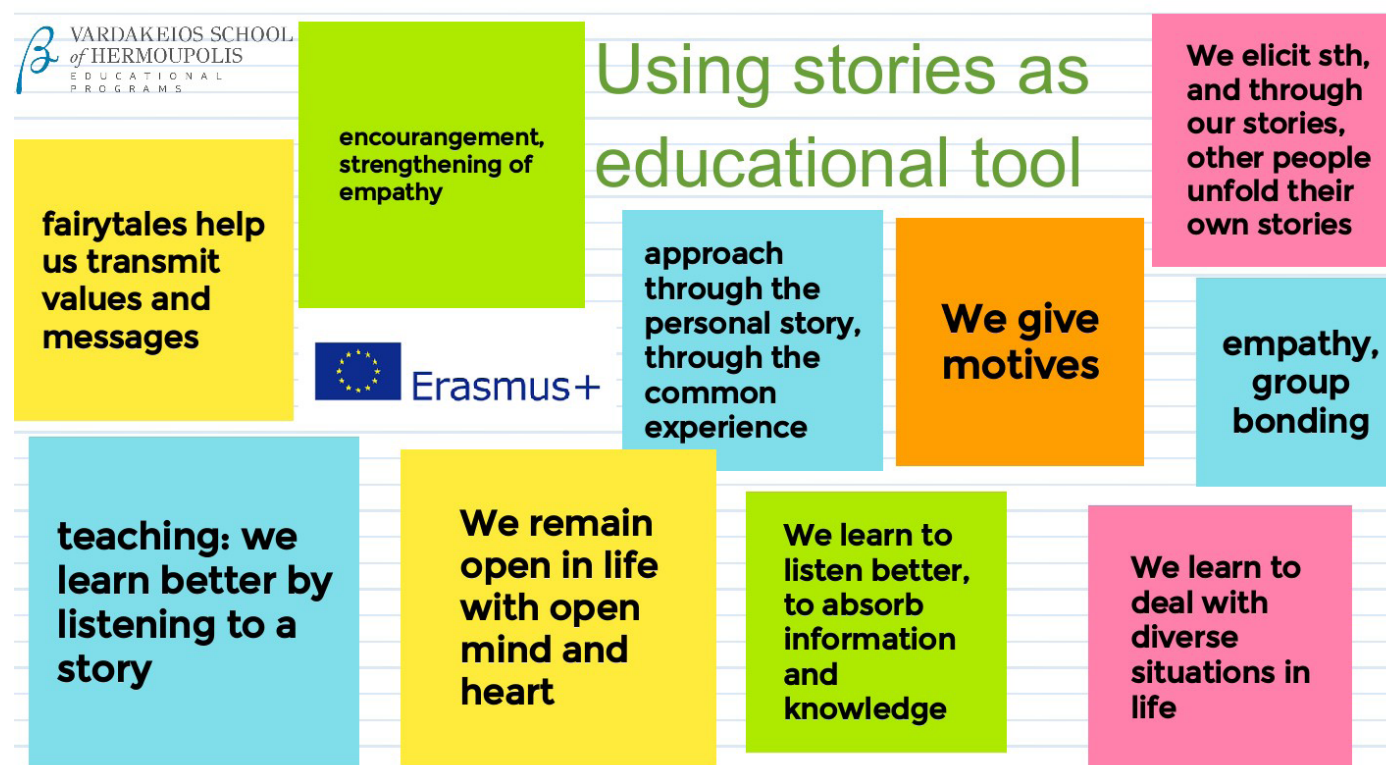 VARDAKEIOS SCHOOL
of HERMOUPOLIS
EDUCATIONAL
PROGRAMS
Using stories as
educational tool
encourangement,
strengthening of
empathy
We elicit sth,
and through
our stories,
other people
unfold their
own stories
fairytales help
us transmit
values and
messages
Erasmus+
approach
through the
personal story,
through the
common
experience
We give
motives
empathy,
group
bonding
teaching: we
learn better by
listening to a
story
We remain
open in life
with open
mind and
heart
We learn to
listen better,
to absorb
information
and
knowledge
We learn to
deal with
diverse
situations in
life